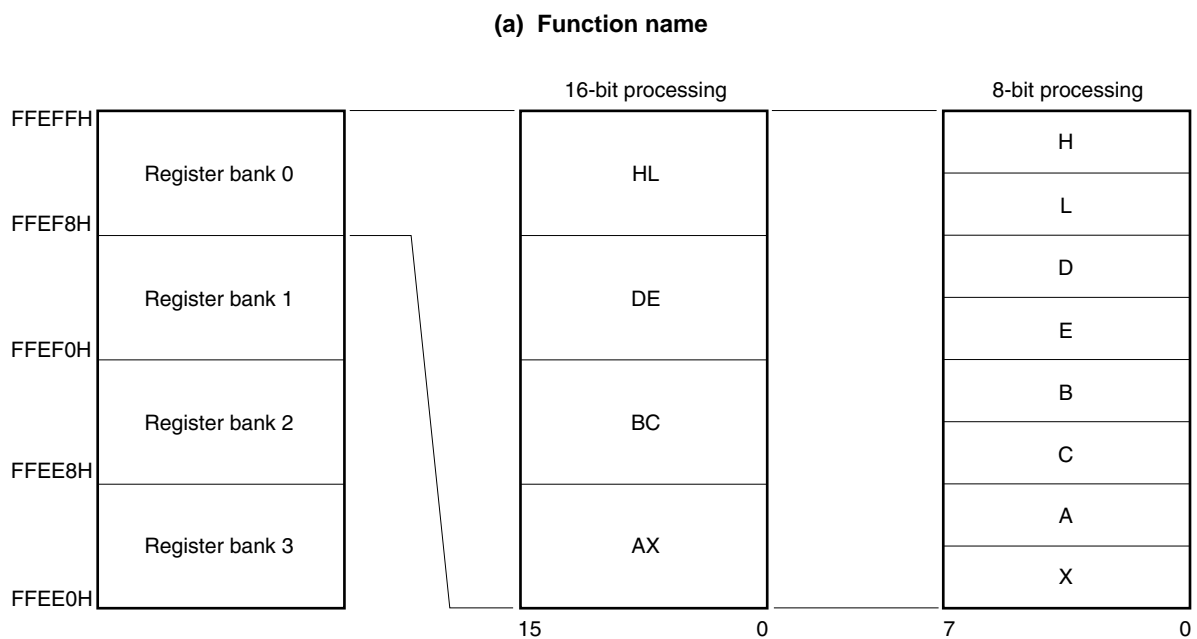 (a) Function name
16-bit processing
8-bit processing
FFEFFH
Register bank 0
HL
H
L
FFEF8H
Register bank 1
DE
D
E
FFEF0H
Register bank 2
BC
B
C
FFEE8H
Register bank 3
AX
A
X
FFEE0H
15
0
7
0